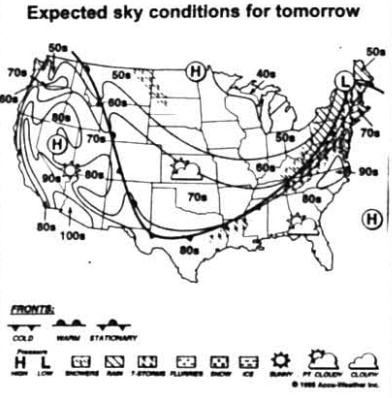 Expected sky conditions for tomorrow
50s
70s
50s
H
40s
50s
60s
60s
L
80s
H
70s
50s
70s
90s
80s
60s
90s
70s
80s
H
80s
100s
80s
FRONTS:
COLD WARM STATIONARY
Pressure
H L
HIGH LOW SHOWERS RAIN T-STORMS FLURRIES SNOW ICE SUNNY PT CLOUDY CLOUDY
© 1996 Accu-Weather Inc.